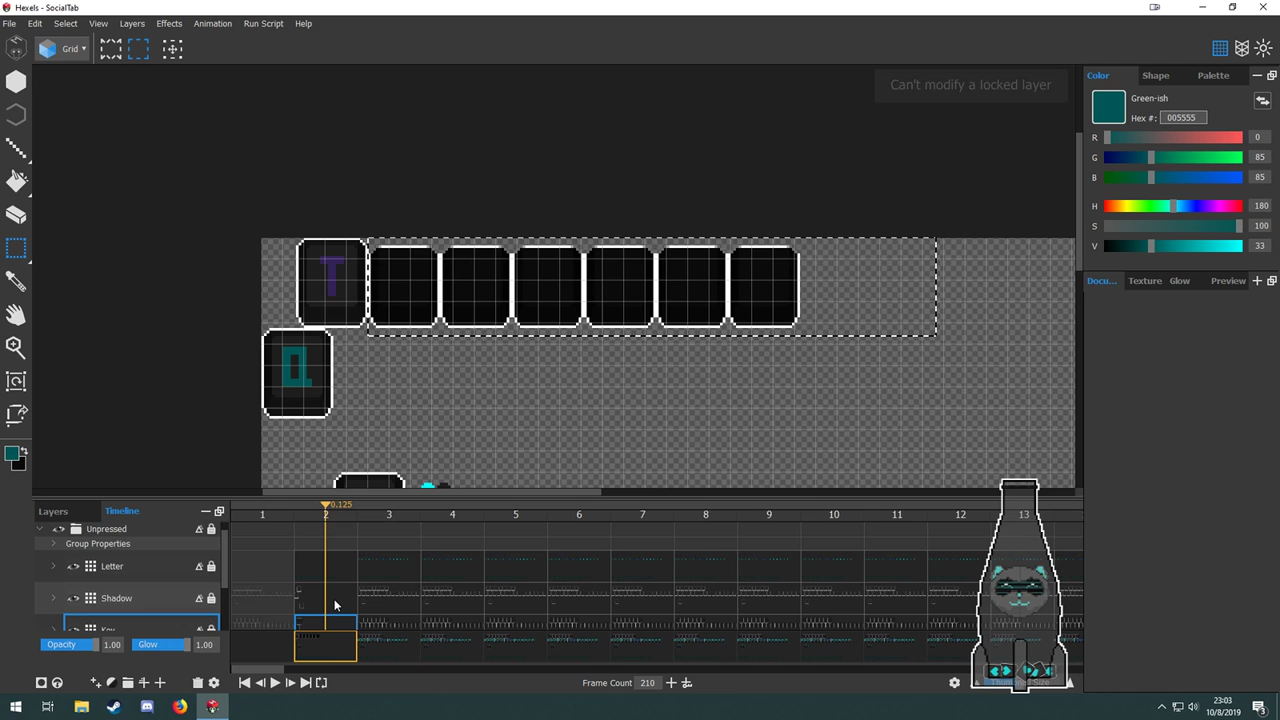 Hexels - SocialTab
File Edit Select View Layers Effects Animation Run Script Help
Grid
Can't modify a locked layer
Color Shape Palette
Green-ish
Hex #: 005555
R 0
G 85
B 85
H 180
S 100
V 33
Docu... Texture Glow Preview
T
Q
Layers Timeline
0.125
1 2 3 4 5 6 7 8 9 10 11 12 13
Unpressed
Group Properties
Letter
Shadow
Opacity 1.00 Glow 1.00
Frame Count 210
23:03
10/8/2019
3